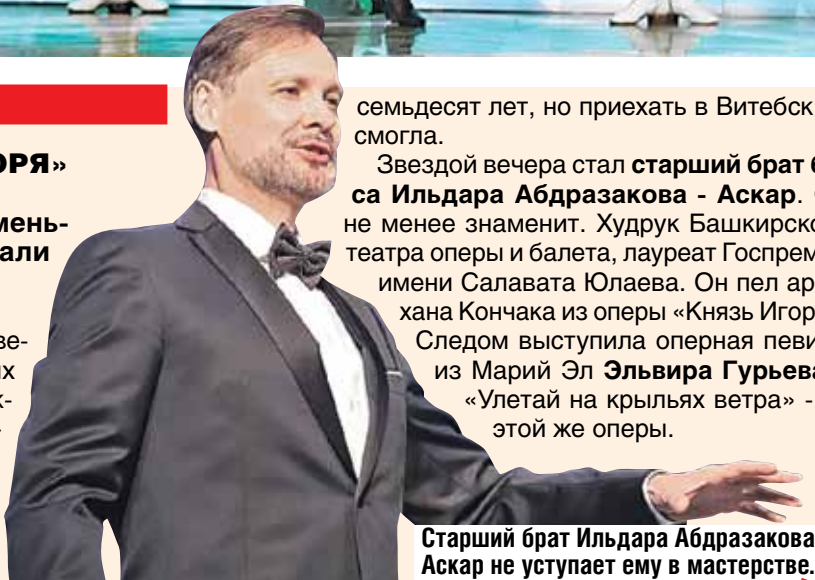 ОРЯ»
мень-
али
ве-
их
к-
семьдесят лет, но приехать в Витебск
смогла.
Звездой вечера стал старший брат б
са Ильдара Абдразакова - Аскар.
не менее знаменит. Худрук Башкирско
театра оперы и балета, лауреат Госпрем
имени Салавата Юлаева. Он пел ар
хана Кончака из оперы «Князь Игор
Следом выступила оперная певи
из Марий Эл Эльвира Гурьева
«Улетай на крыльях ветра» -
этой же оперы.
Старший брат Ильдара Абдразакова
Аскар не уступает ему в мастерстве.